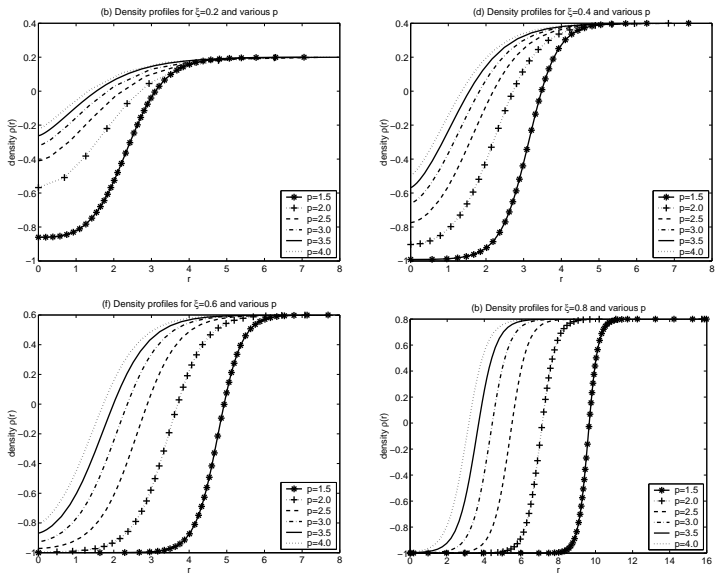 (b) Density profiles for ξ=0.2 and various p
density ρ(r)
0.4
0.2
0
−0.2
−0.4
−0.6
−0.8
−1
0 1 2 3 4 5 6 7 8
r
p=1.5
p=2.0
p=2.5
p=3.0
p=3.5
p=4.0
(d) Density profiles for ξ=0.4 and various p
density ρ(r)
0.4
0.2
0
−0.2
−0.4
−0.6
−0.8
−1
0 1 2 3 4 5 6 7 8
r
p=1.5
p=2.0
p=2.5
p=3.0
p=3.5
p=4.0
(f) Density profiles for ξ=0.6 and various p
density ρ(r)
0.6
0.4
0.2
0
−0.2
−0.4
−0.6
−0.8
−1
0 1 2 3 4 5 6 7 8
r
p=1.5
p=2.0
p=2.5
p=3.0
p=3.5
p=4.0
(b) Density profiles for ξ=0.8 and various p
density ρ(r)
0.8
0.6
0.4
0.2
0
−0.2
−0.4
−0.6
−0.8
−1
0 2 4 6 8 10 12 14 16
r
p=1.5
p=2.0
p=2.5
p=3.0
p=3.5
p=4.0